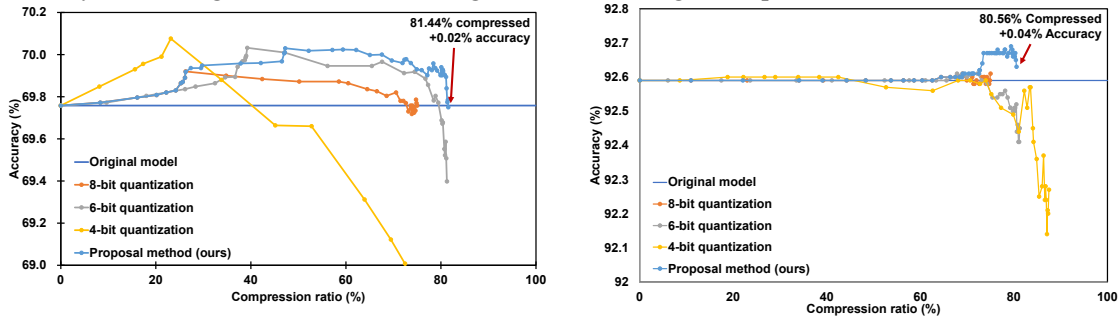 70.2
70.0
69.8
69.6
69.4
69.2
69.0
Accuracy (%)
81.44% compressed
+0.02% accuracy
Original model
8-bit quantization
6-bit quantization
4-bit quantization
Proposal method (ours)
0 20 40 60 80 100
Compression ratio (%)
92.8
92.7
92.6
92.5
92.4
92.3
92.2
92.1
92
Accuracy (%)
80.56% Compressed
+0.04% Accuracy
Original model
8-bit quantization
6-bit quantization
4-bit quantization
Proposal method (ours)
0 20 40 60 80 100
Compression ratio (%)